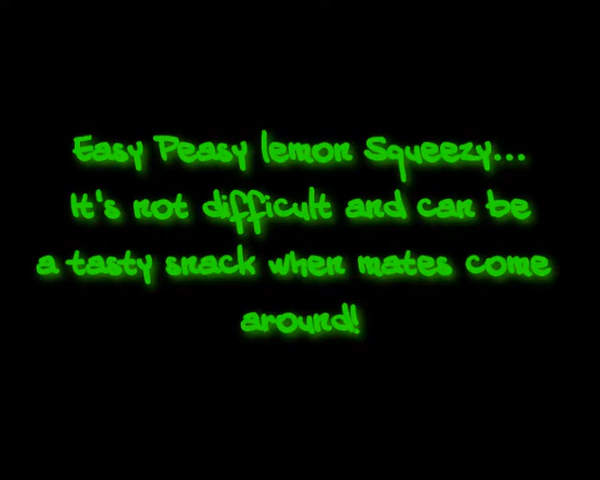 Easy Peasy lemon Squeezy...
It's not difficult and can be
a tasty snack when mates come
around!